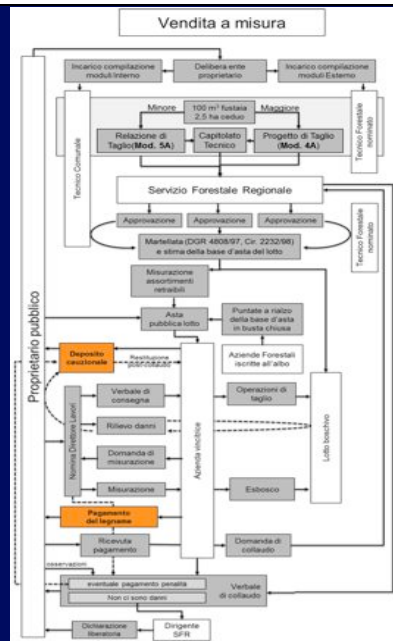 Vendita a misura
Incarico compilazione
moduli Interno
Delibera ente
proprietario
Incarico compilazione
moduli Esterno
Minore
100 m³ fustaia
2,5 ha ceduo
Maggiore
Relazione di
Taglio(Mod. 5A)
Capitolato
Tecnico
Progetto di Taglio
(Mod. 4A)
Tecnico Comunale
Tecnico Forestale
nominato
Servizio Forestale Regionale
Approvazione
Approvazione
Approvazione
Martellata (DGR 4808/97, Cir. 2232/98)
e stima della base d'asta del lotto
Tecnico Forestale
nominato
Misurazione
assortimenti
retraibili
Asta
pubblica lotto
Puntate a rialzo
della base d'asta
in busta chiusa
Aziende Forestali
iscritte all'albo
Proprietario pubblico
Deposito
cauzionale
Restituzione
post-collaudo
Verbale di
consegna
Operazioni di
taglio
Rilievo danni
Nomina Direttore Lavori
Domanda di
misurazione
Azienda vincitrice
Lotto boschivo
Misurazione
Esbosco
Pagamento
del legname
Ricevuta
pagamento
Domanda di
collaudo
osservazioni
eventuale pagamento penalità
Non ci sono danni
Verbale
di collaudo
Dichiarazione
liberatoria
Dirigente
SFR